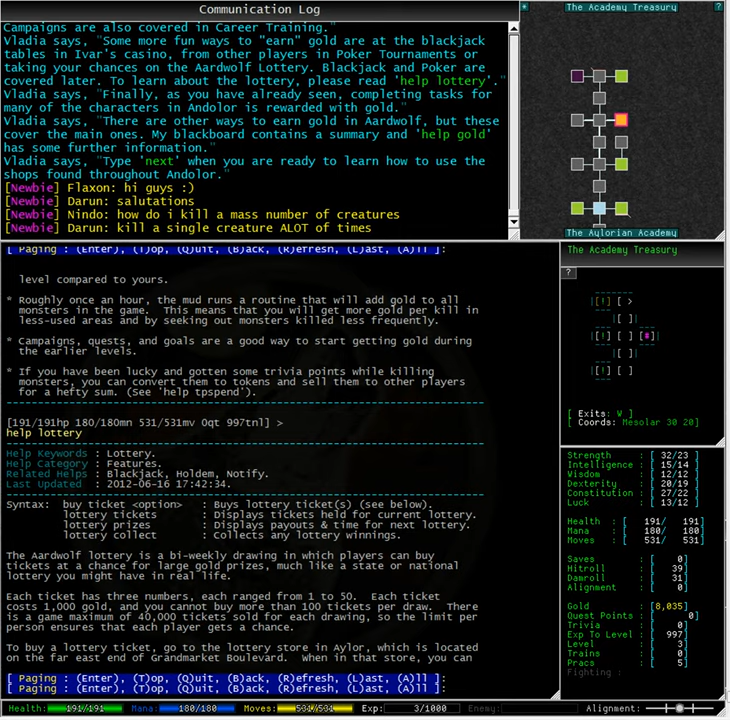 Communication Log
Campaigns are also covered in Career Training."
Vladia says, "Some more fun ways to "earn" gold are at the blackjack
tables in Ivar's casino, from other players in Poker Tournaments or
taking your chances on the Aardwolf Lottery. Blackjack and Poker are
covered later. To learn about the lottery, please read 'help lottery'."
Vladia says, "Finally, as you have already seen, completing tasks for
many of the characters in Andolor is rewarded with gold."
Vladia says, "There are other ways to earn gold in Aardwolf, but these
cover the main ones. My blackboard contains a summary and 'help gold'
has some further information."
Vladia says, "Type 'next' when you are ready to learn how to use the
shops found throughout Andolor."
[Newbie] Flaxon: hi guys :)
[Newbie] Darun: salutations
[Newbie] Nindo: how do i kill a mass number of creatures
[Newbie] Darun: kill a single creature ALOT of times
* The Academy Treasury ?
The Aylorian Academy
[ Paging : (Enter), (T)op, (Q)uit, (B)ack, (R)efresh, (L)ast, (A)ll ]:
level compared to yours.
* Roughly once an hour, the mud runs a routine that will add gold to all
monsters in the game. This means that you will get more gold per kill in
less-used areas and by seeking out monsters killed less frequently.
* Campaigns, quests, and goals are a good way to start getting gold during
the earlier levels.
* If you have been lucky and gotten some trivia points while killing
monsters, you can convert them to tokens and sell them to other players
for a hefty sum. (See 'help tpspend').
[191/191hp 180/180mn 531/531mv 0qt 997tnl] >
help lottery
Help Keywords : Lottery.
Help Category : Features.
Related Helps : Blackjack, Holdem, Notify.
Last Updated : 2012-06-16 17:42:34.
Syntax: buy ticket <option> : Buys lottery ticket(s) (see below).
lottery tickets : Displays tickets held for current lottery.
lottery prizes : Displays payouts & time for next lottery.
lottery collect : Collects any lottery winnings.
The Aardwolf lottery is a bi-weekly drawing in which players can buy
tickets at a chance for large gold prizes, much like a state or national
lottery you might have in real life.
Each ticket has three numbers, each ranged from 1 to 50. Each ticket
costs 1,000 gold, and you cannot buy more than 100 tickets per draw. There
is a game maximum of 40,000 tickets sold for each drawing, so the limit per
person ensures that each player gets a chance.
To buy a lottery ticket, go to the lottery store in Aylor, which is located
on the far east end of Grandmarket Boulevard. When in that store, you can
[ Paging : (Enter), (T)op, (Q)uit, (B)ack, (R)efresh, (L)ast, (A)ll ]:
[ Paging : (Enter), (T)op, (Q)uit, (B)ack, (R)efresh, (L)ast, (A)ll ]:
The Academy Treasury
?
|[!] [ >
|[ ]|
|[!] [ ] [#]|
|[ ]|
|[!] [ ]
[ Exits: W ]
[ Coords: Mesolar 30 20]
Strength : [ 32/23 ]
Intelligence : [ 15/14 ]
Wisdom : [ 12/12 ]
Dexterity : [ 20/19 ]
Constitution : [ 27/22 ]
Luck : [ 13/12 ]
Health : [ 191/ 191]
Mana : [ 180/ 180]
Moves : [ 531/ 531]
Saves : [ 0]
Hitroll : [ 39]
Damroll : [ 31]
Alignment : [ 0]
Gold : [8,035]
Quest Points : [ 0]
Trivia : [ 0]
Exp To Level : [ 997]
Level : [ 3]
Trains : [ 0]
Pracs : [ 5]
Fighting :
Health: 191/191 Mana: 180/180 Moves: 531/531 Exp: 3/1000 Enemy: Alignment: